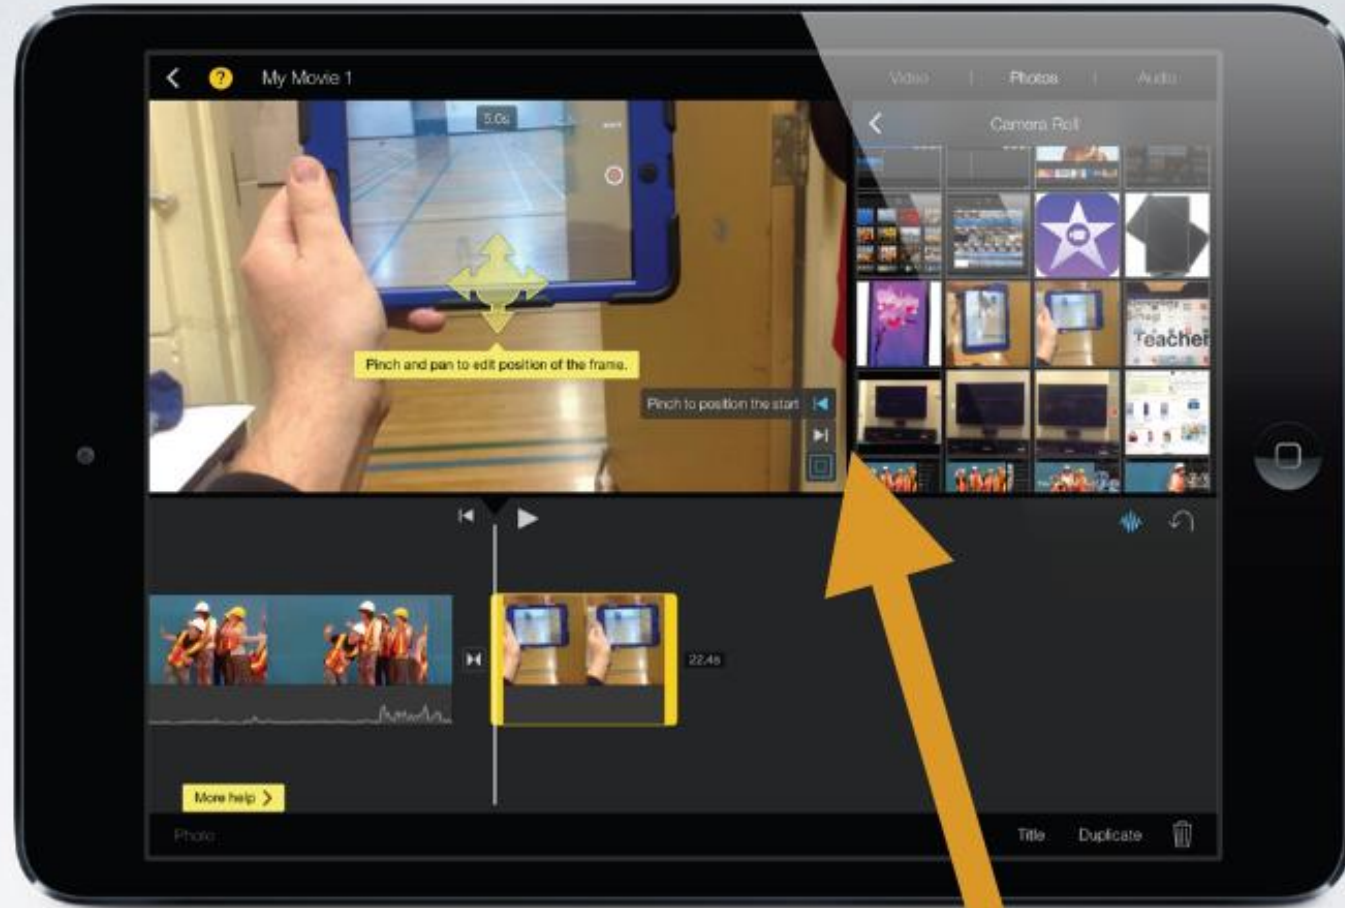 My Movie 1
Video | Photos | Audio
5.0s
Camera Roll
Teacher
Pinch and pan to edit position of the frame.
Pinch to position the start
22.4s
More help
Photo
Title Duplicate